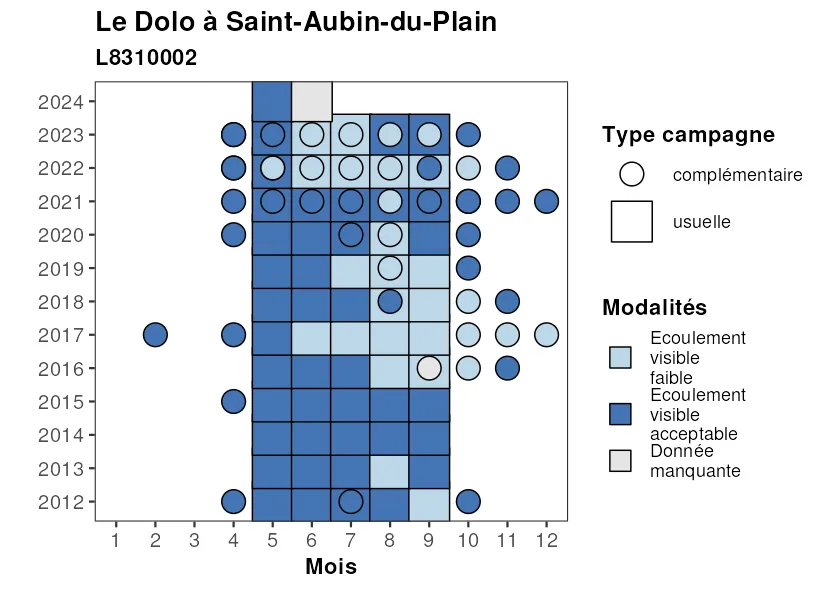 Le Dolo à Saint-Aubin-du-Plain
L8310002
2024
2023
2022
2021
2020
2019
2018
2017
2016
2015
2014
2013
2012
1 2 3 4 5 6 7 8 9 10 11 12
Mois
Type campagne
complémentaire
usuelle
Modalités
Ecoulement
visible
faible
Ecoulement
visible
acceptable
Donnée
manquante